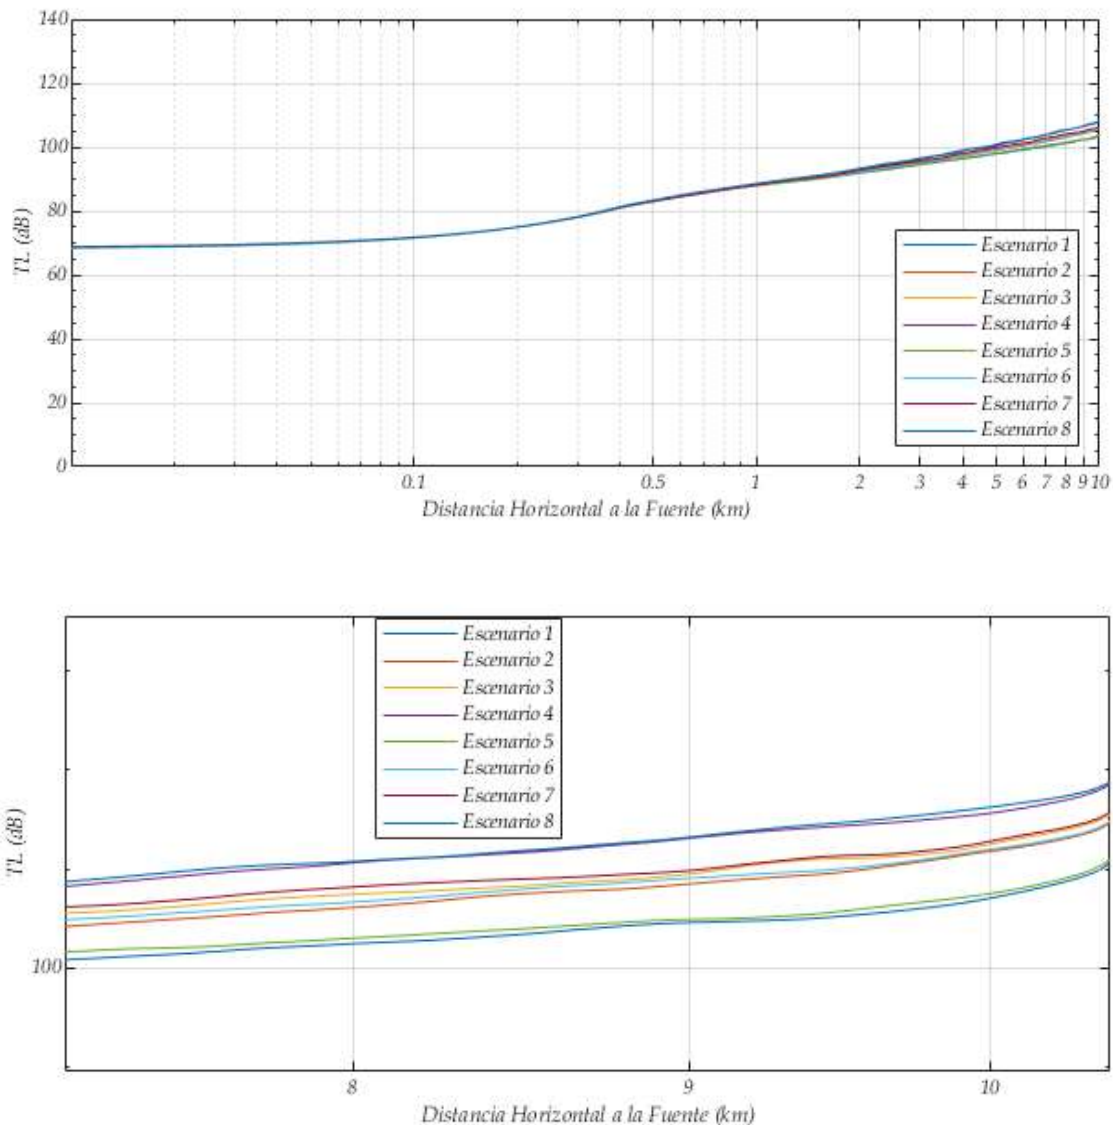 140
120
100
80
60
40
20
0
TL (dB)
Escenario 1
Escenario 2
Escenario 3
Escenario 4
Escenario 5
Escenario 6
Escenario 7
Escenario 8
0.1 0.5 1 2 3 4 5 6 7 8 9 10
Distancia Horizontal a la Fuente (km)
Escenario 1
Escenario 2
Escenario 3
Escenario 4
Escenario 5
Escenario 6
Escenario 7
Escenario 8
TL (dB)
100
8 9 10
Distancia Horizontal a la Fuente (km)